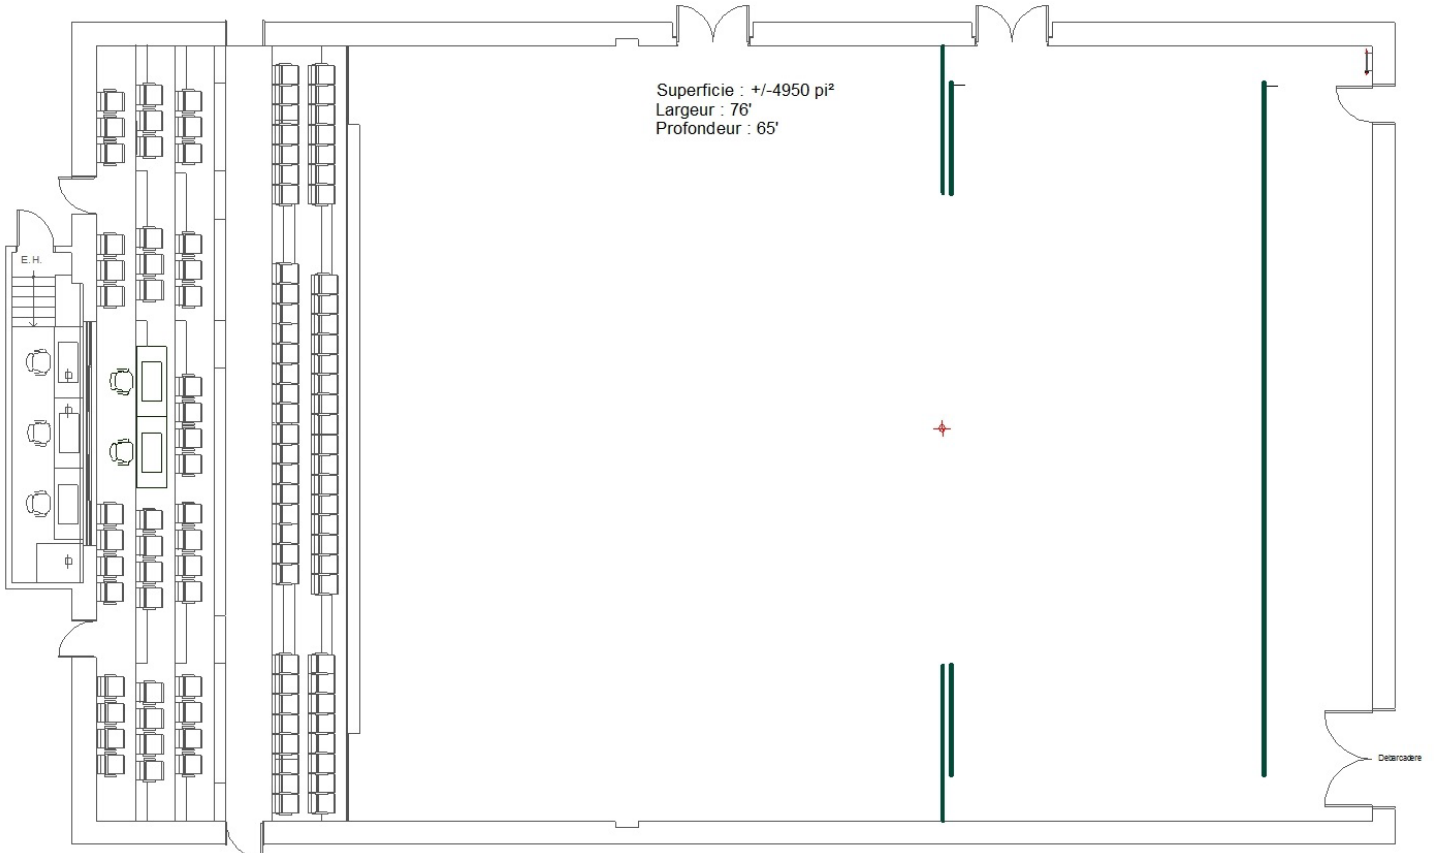 Superficie : +/-4950 pi²
Largeur : 76'
Profondeur : 65'
E.H.
Debarcadere